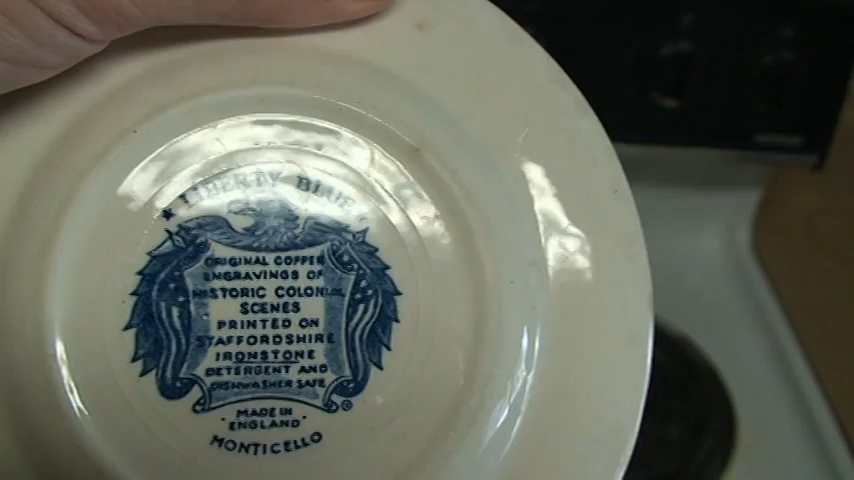 ★ LIBERTY BLUE
ORIGINAL COPPER
ENGRAVINGS OF
HISTORIC COLONIAL
SCENES
PRINTED ON
STAFFORDSHIRE
IRONSTONE
DETERGENT AND
DISHWASHER SAFE
®
MADE IN
· ENGLAND ·
MONTICELLO